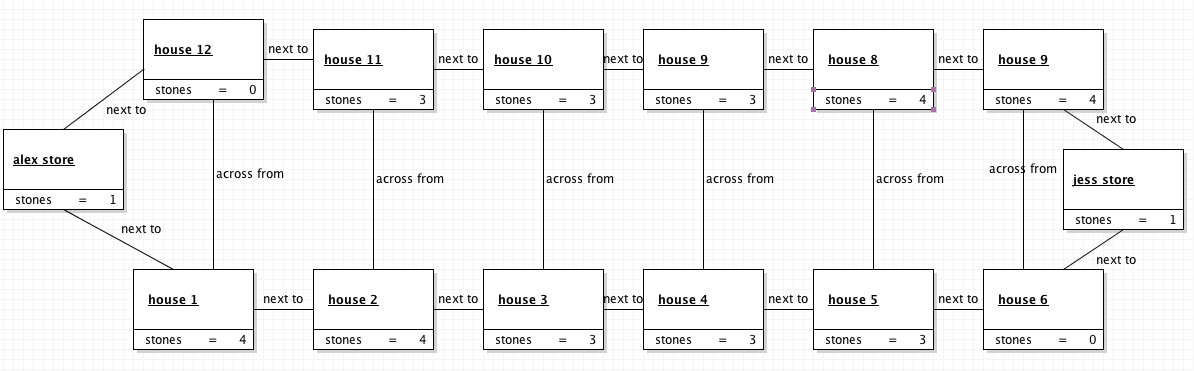 house 12
stones = 0
next to
house 11
stones = 3
next to
house 10
stones = 3
next to
house 9
stones = 3
next to
house 8
stones = 4
next to
house 9
stones = 4
next to
next to
alex store
stones = 1
across from
across from
across from
across from
across from
across from
jess store
stones = 1
next to
next to
house 1
stones = 4
next to
house 2
stones = 4
next to
house 3
stones = 3
next to
house 4
stones = 3
next to
house 5
stones = 3
next to
house 6
stones = 0